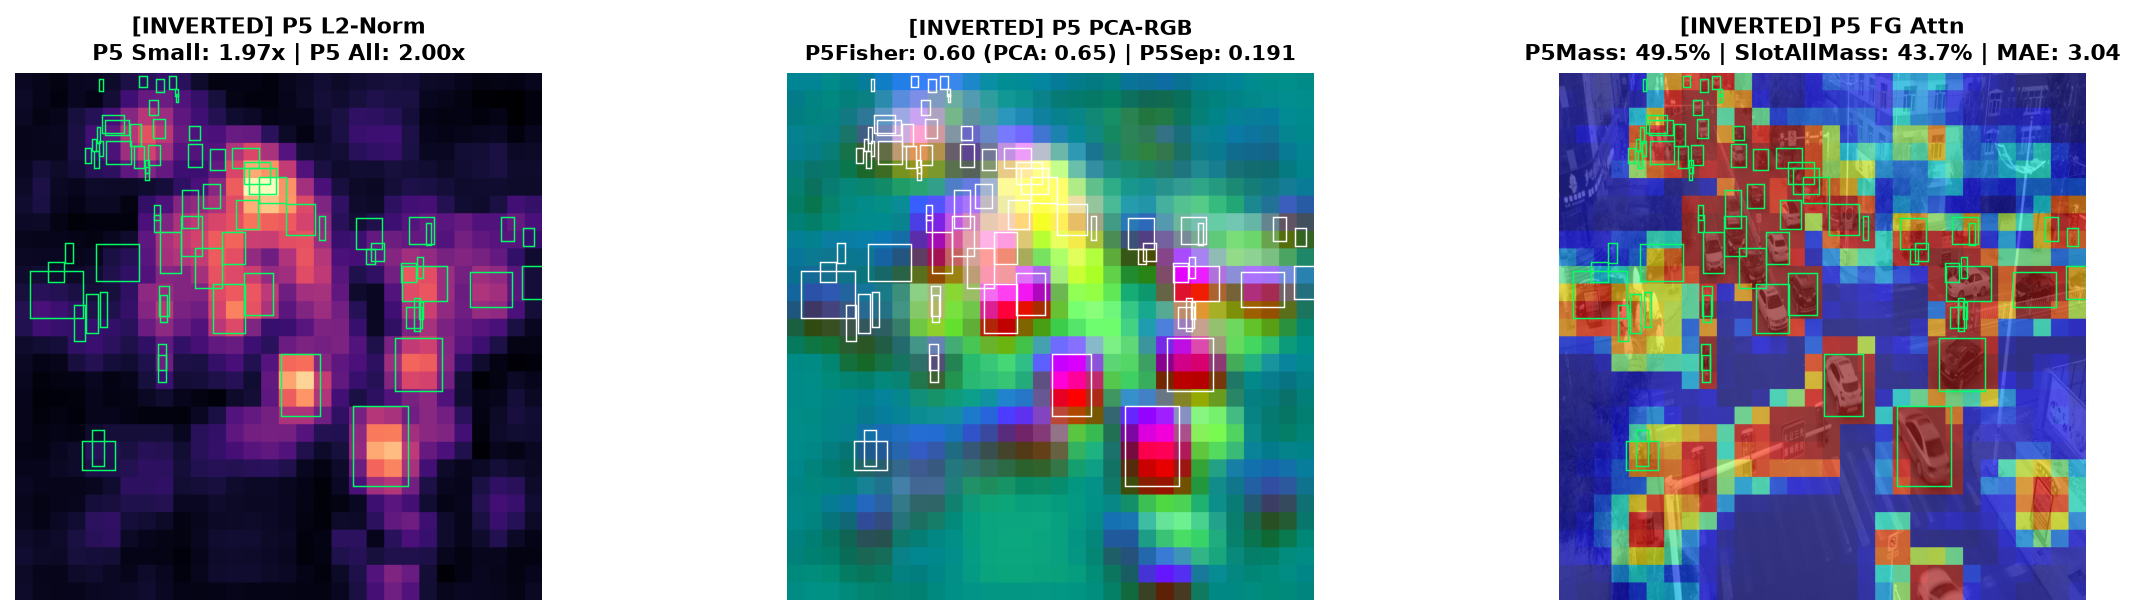 [INVERTED] P5 L2-Norm
P5 Small: 1.97x | P5 All: 2.00x
[INVERTED] P5 PCA-RGB
P5Fisher: 0.60 (PCA: 0.65) | P5Sep: 0.191
[INVERTED] P5 FG Attn
P5Mass: 49.5% | SlotAllMass: 43.7% | MAE: 3.04